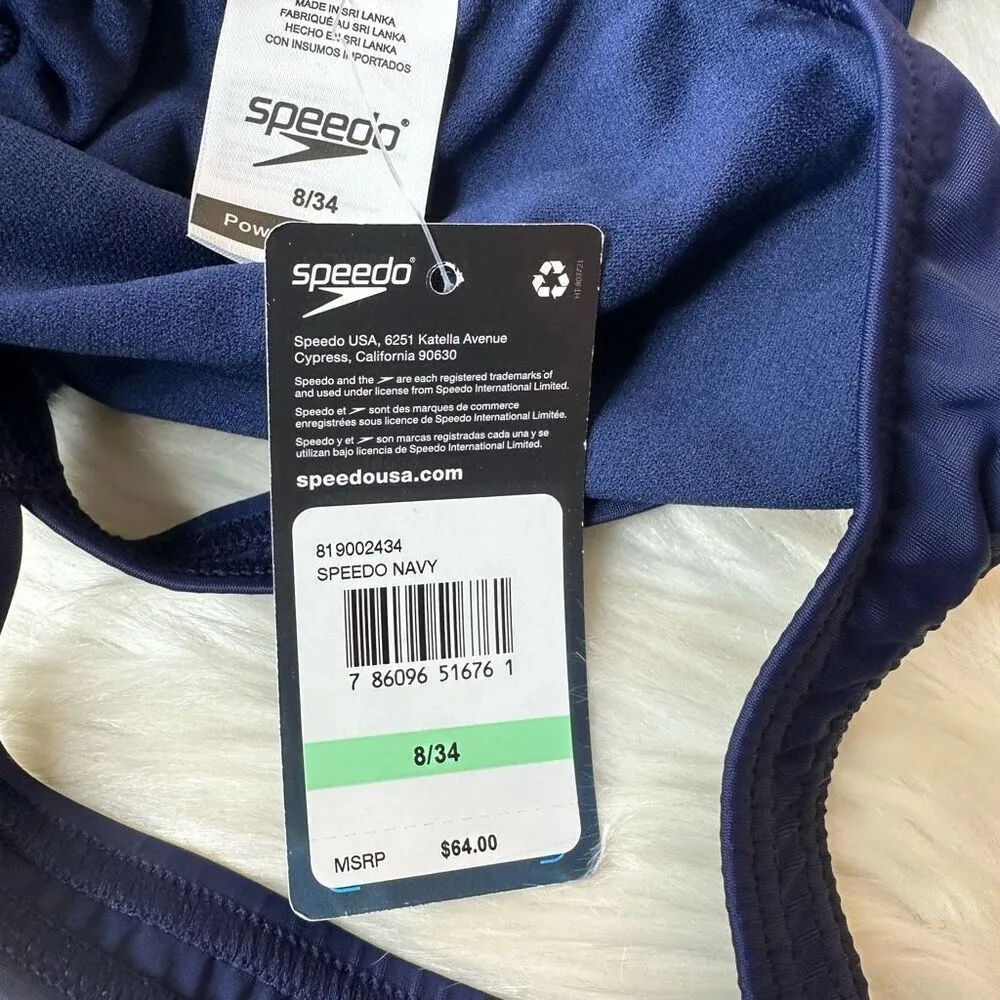 MADE IN SRI LANKA
FABRIQUÉ AU SRI LANKA
HECHO EN SRI LANKA
CON INSUMOS IMPORTADOS
speedo®
8/34
Pow
speedo®
HT-803721
Speedo USA, 6251 Katella Avenue
Cypress, California 90630
Speedo and the are each registered trademarks of
and used under license from Speedo International Limited.
Speedo et sont des marques de commerce
enregistrées sous licence de Speedo International Limitée.
Speedo y et son marcas registradas cada una y se
utilizan bajo licencia de Speedo International Limited.
speedousa.com
819002434
SPEEDO NAVY
7 86096 51676 1
8/34
MSRP $64.00